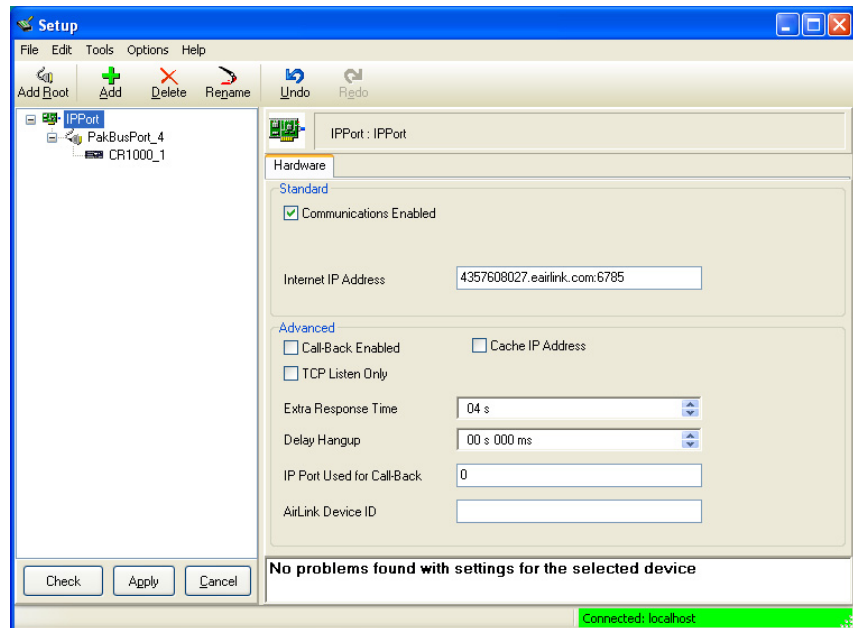 Setup
File Edit Tools Options Help
Add Root Add Delete Rename Undo Redo
IPPort
PakBusPort_4
CR1000_1
IPPort : IPPort
Hardware
Standard
Communications Enabled
Internet IP Address 4357608027.eairlink.com:6785
Advanced
Call-Back Enabled Cache IP Address
TCP Listen Only
Extra Response Time 04 s
Delay Hangup 00 s 000 ms
IP Port Used for Call-Back 0
AirLink Device ID
Check Apply Cancel
No problems found with settings for the selected device
Connected: localhost